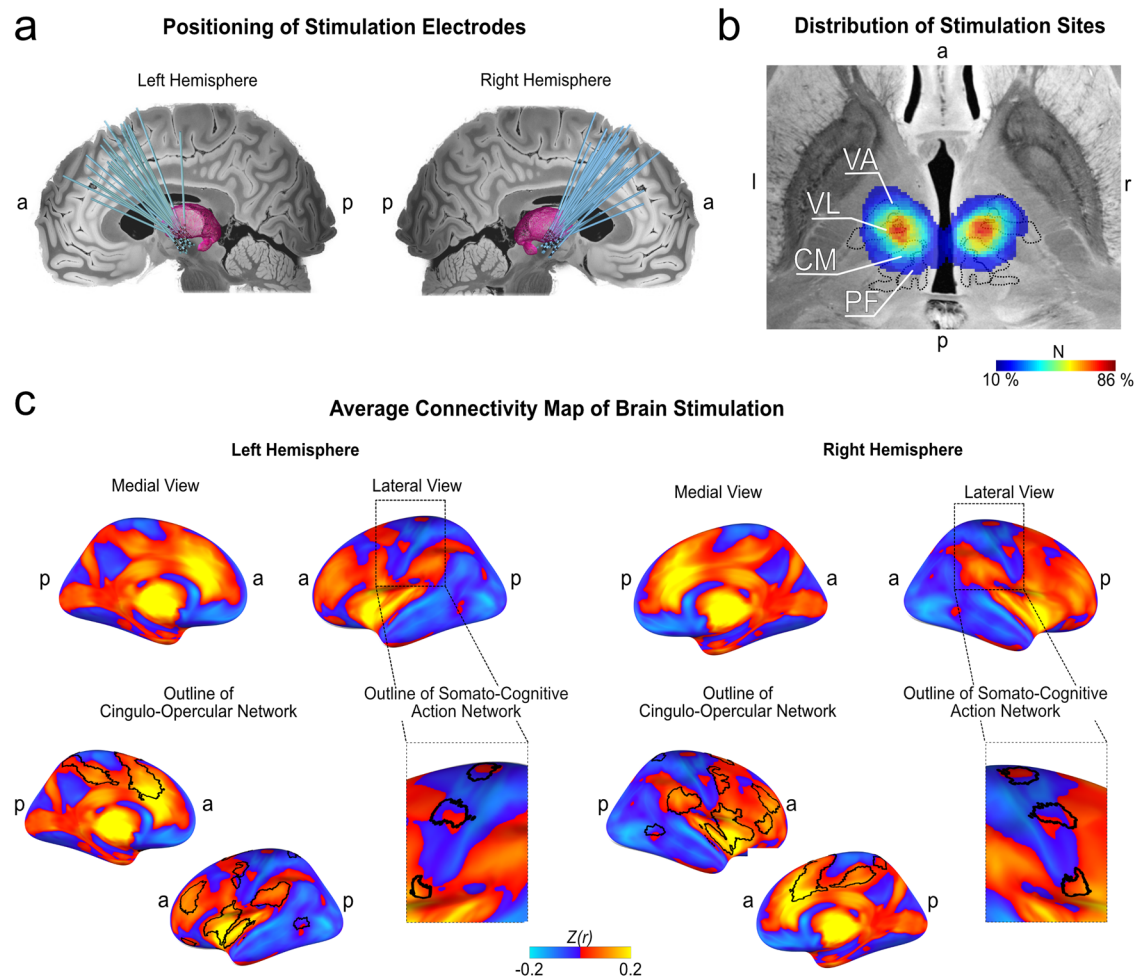 a
Positioning of Stimulation Electrodes
Left Hemisphere
Right Hemisphere
a
p
p
a
b
Distribution of Stimulation Sites
a
l
r
VA
VL
CM
PF
p
N
10 %
86 %
c
Average Connectivity Map of Brain Stimulation
Left Hemisphere
Right Hemisphere
Medial View
Lateral View
Medial View
Lateral View
p
a
a
p
p
a
a
p
Outline of
Cingulo-Opercular Network
Outline of Somato-Cognitive
Action Network
Outline of
Cingulo-Opercular Network
Outline of Somato-Cognitive
Action Network
p
a
a
p
p
a
a
p
Z(r)
-0.2
0.2